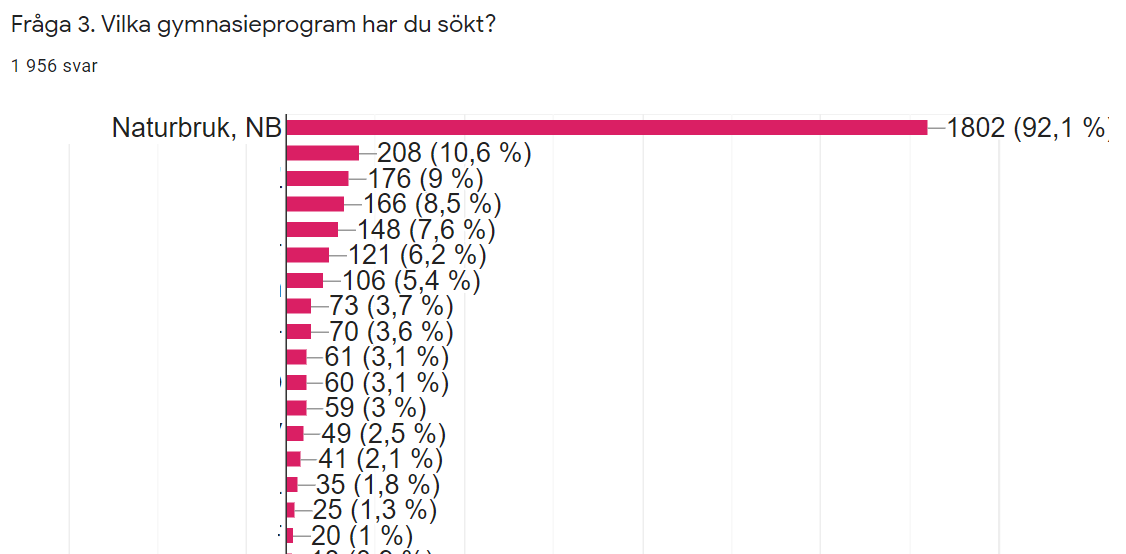 Fråga 3. Vilka gymnasieprogram har du sökt?
1 956 svar
Naturbruk, NB 1802 (92,1 %)
208 (10,6 %)
176 (9 %)
166 (8,5 %)
148 (7,6 %)
121 (6,2 %)
106 (5,4 %)
73 (3,7 %)
70 (3,6 %)
61 (3,1 %)
60 (3,1 %)
59 (3 %)
49 (2,5 %)
41 (2,1 %)
35 (1,8 %)
25 (1,3 %)
20 (1 %)